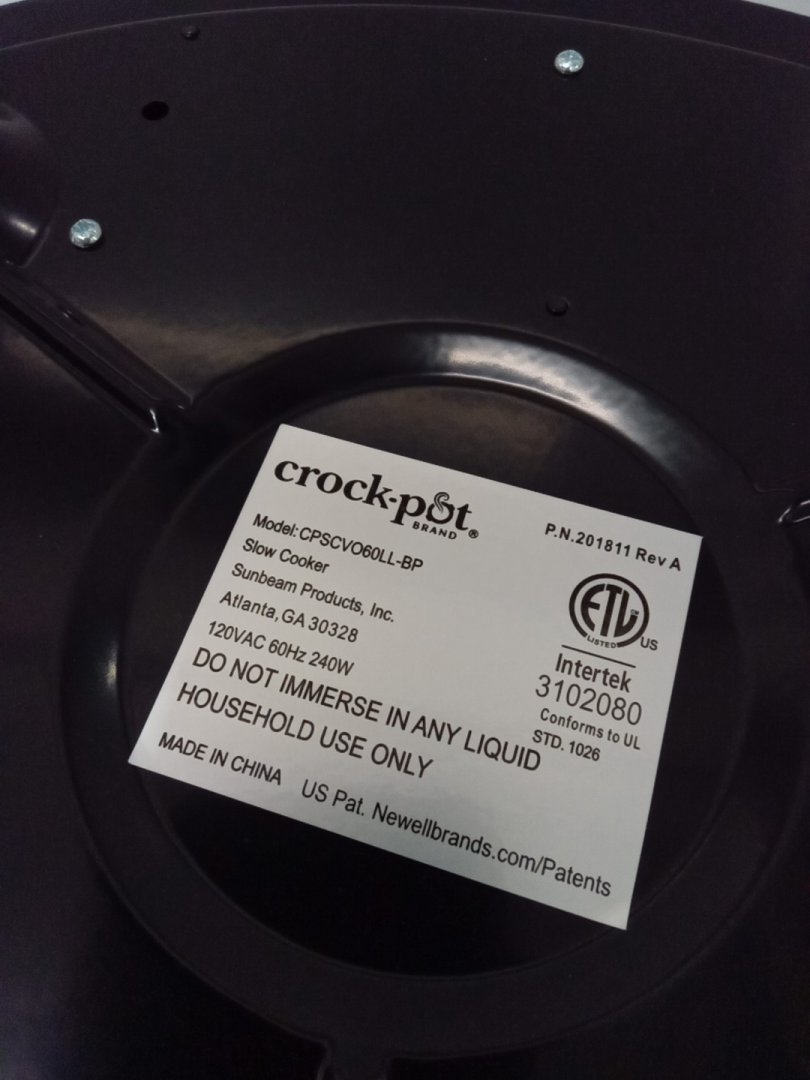 crock-pot®
BRAND
P.N.201811 Rev A
Model: CPSCVO60LL-BP
Slow Cooker
Sunbeam Products, Inc.
Atlanta, GA 30328
120VAC 60Hz 240W
DO NOT IMMERSE IN ANY LIQUID
HOUSEHOLD USE ONLY
MADE IN CHINA
US Pat. Newellbrands.com/Patents
ETL CM
LISTED
US
Intertek
3102080
Conforms to UL
STD. 1026